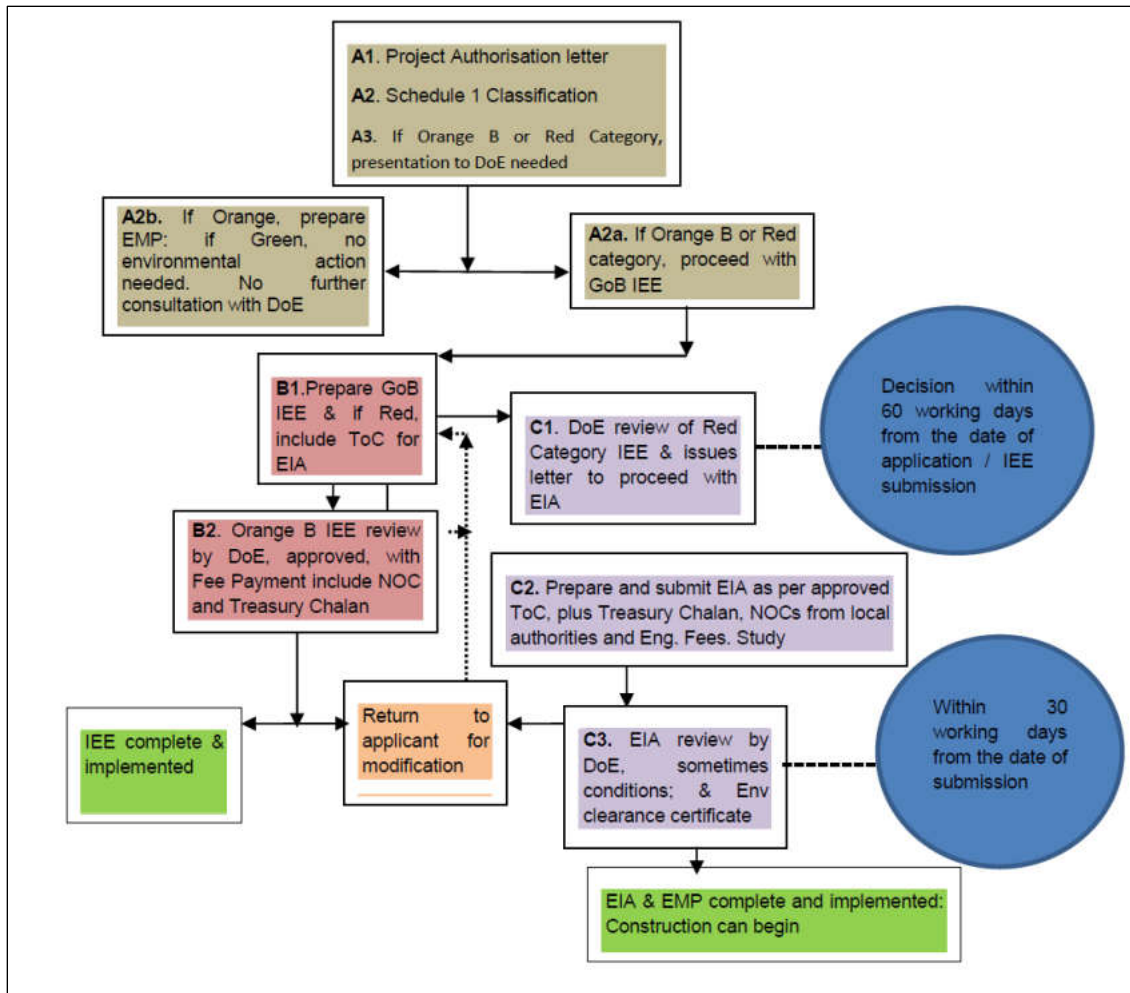 A1. Project Authorisation letter
A2. Schedule 1 Classification
A3. If Orange B or Red Category,
presentation to DoE needed
A2b. If Orange, prepare
EMP: if Green, no
environmental action
needed. No further
consultation with DoE
A2a. If Orange B or Red
category, proceed with
GoB IEE
B1.Prepare GoB
IEE & if Red,
include ToC for
EIA
C1. DoE review of Red
Category IEE & issues
letter to proceed with
EIA
Decision within
60 working days
from the date of
application / IEE
submission
B2. Orange B IEE review
by DoE, approved, with
Fee Payment include NOC
and Treasury Chalan
C2. Prepare and submit EIA as per approved
ToC, plus Treasury Chalan, NOCs from local
authorities and Eng. Fees. Study
IEE complete &
implemented
Return to
applicant for
modification
C3. EIA review by
DoE, sometimes
conditions; & Env
clearance certificate
Within 30
working days
from the date of
submission
EIA & EMP complete and implemented:
Construction can begin